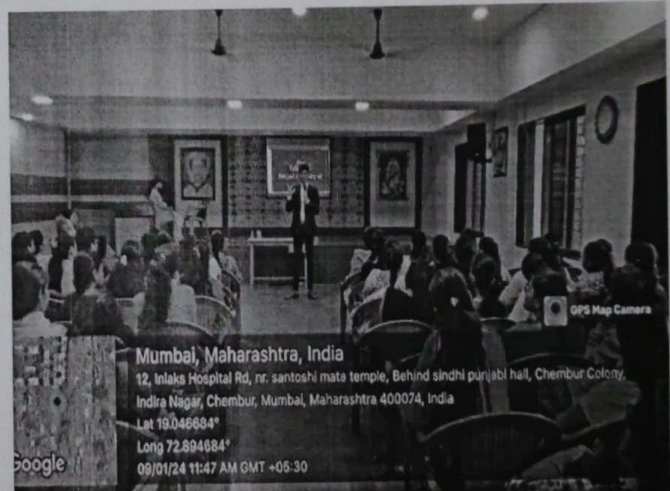 GPS Map Camera
Mumbai, Maharashtra, India
12, Inlaks Hospital Rd, nr. santoshi mata temple, Behind sindhi punjabi hall, Chembur Colony,
Indira Nagar, Chembur, Mumbai, Maharashtra 400074, India
Lat 19.046684°
Long 72.894684°
09/01/24 11:47 AM GMT +05:30
Google